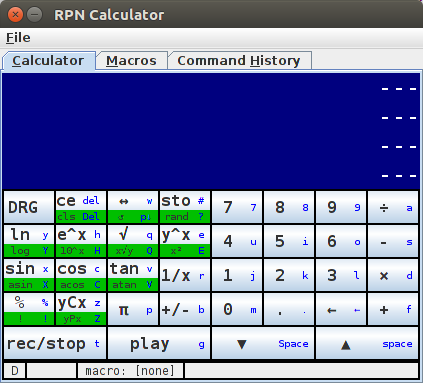 RPN Calculator
File
Calculator Macros Command History
---
---
---
---
DRG ce del ↔ w sto # 7 7 8 8 9 9 ÷ a
cls Del ↺ p. rand ?
ln y e^x h √ q y^x e 4 u 5 i 6 o - s
log Y 10^x H x√y Q x² E
sin x cos c tan v 1/x r 1 j 2 k 3 l × d
asin X acos C atan V
% % yCx z π p +/- b 0 m . . ← ← + f
! ! yPx Z
rec/stop t play g ▼ Space ▲ space
D macro: [none]